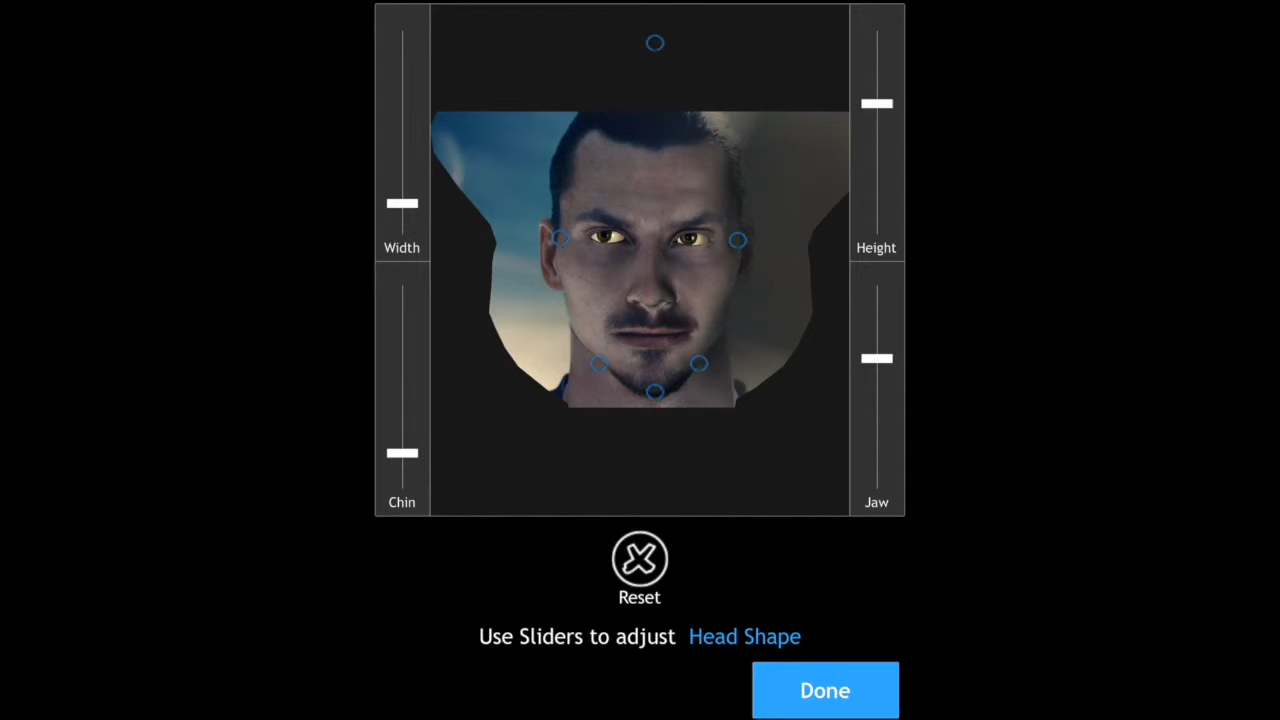 Width
Height
Chin
Jaw
Reset
Use Sliders to adjust Head Shape
Done